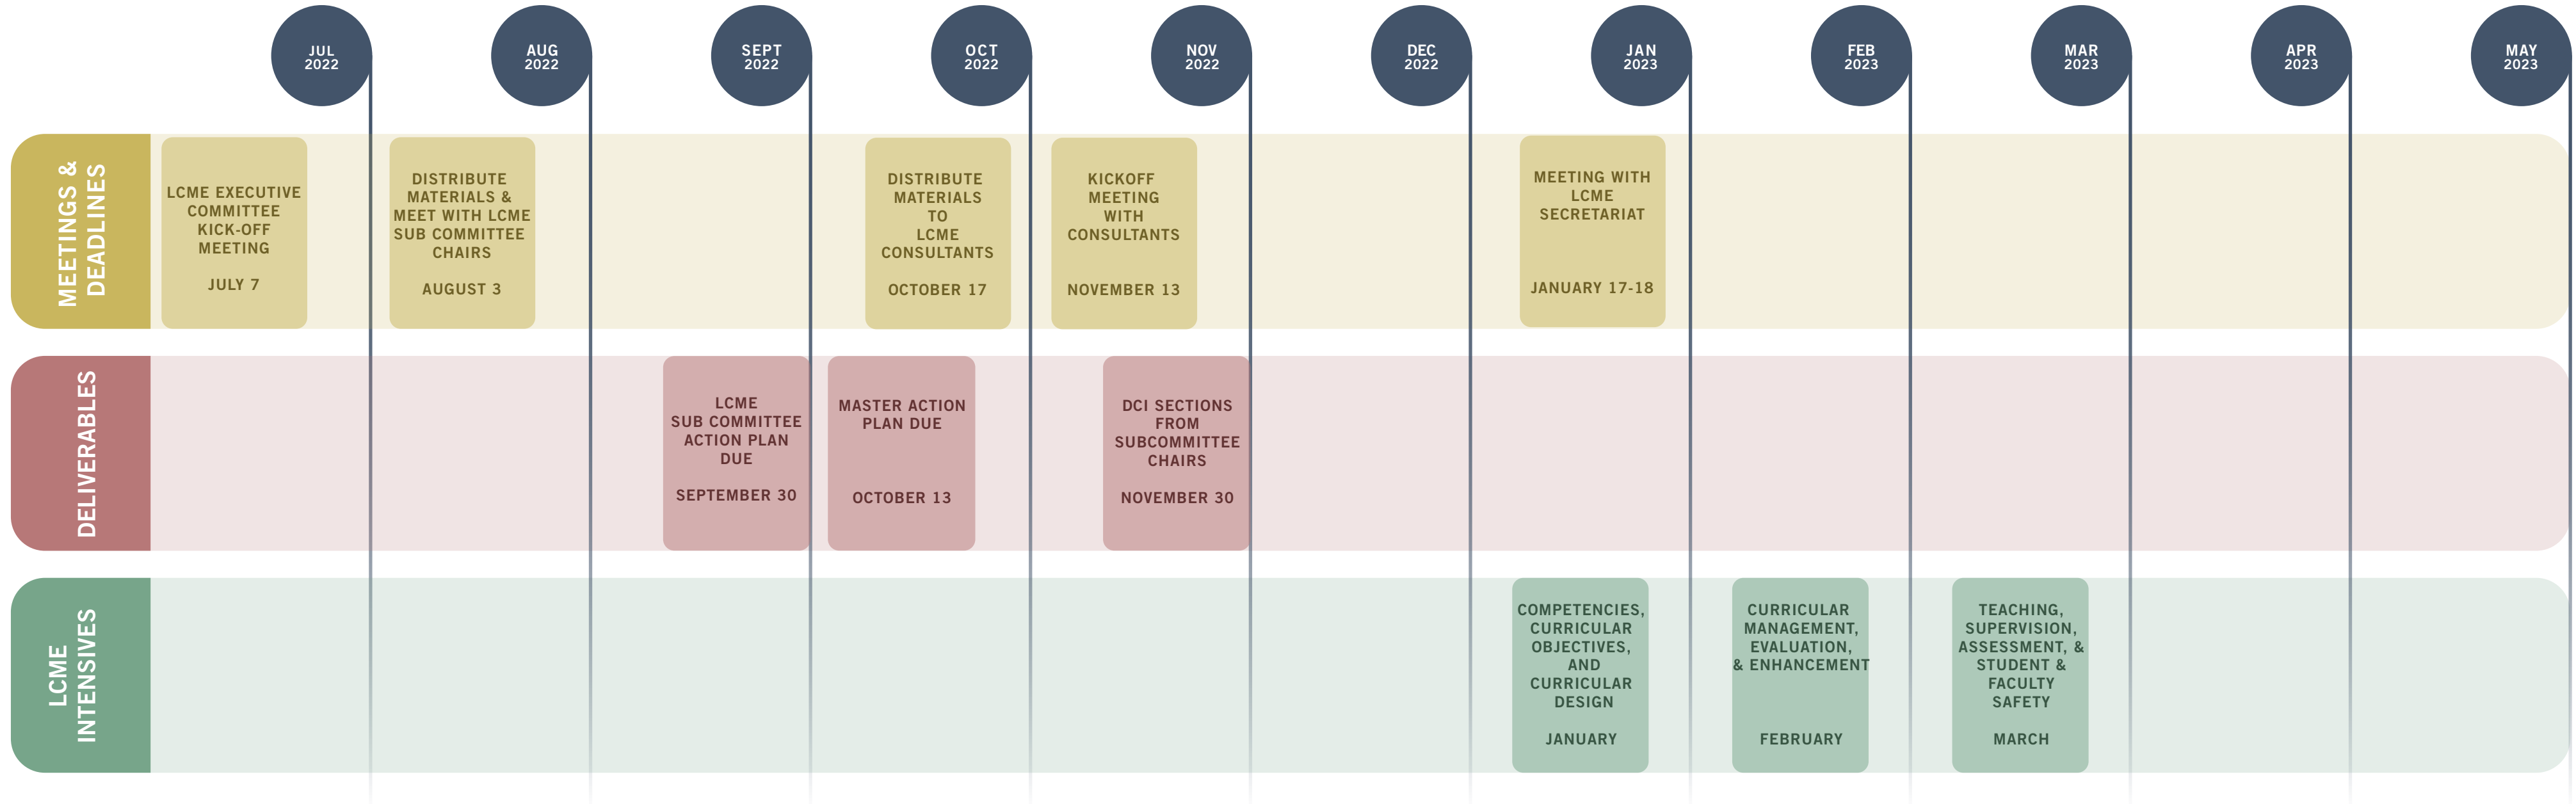 JUL
2022
AUG
2022
SEPT
2022
OCT
2022
NOV
2022
DEC
2022
JAN
2023
FEB
2023
MAR
2023
APR
2023
MAY
2023
MEETINGS &
DEADLINES
LCME EXECUTIVE
COMMITTEE
KICK-OFF
MEETING
JULY 7
DISTRIBUTE
MATERIALS &
MEET WITH LCME
SUB COMMITTEE
CHAIRS
AUGUST 3
DISTRIBUTE
MATERIALS
TO
LCME
CONSULTANTS
OCTOBER 17
KICKOFF
MEETING
WITH
CONSULTANTS
NOVEMBER 13
MEETING WITH
LCME
SECRETARIAT
JANUARY 17-18
DELIVERABLES
LCME
SUB COMMITTEE
ACTION PLAN
DUE
SEPTEMBER 30
MASTER ACTION
PLAN DUE
OCTOBER 13
DCI SECTIONS
FROM
SUBCOMMITTEE
CHAIRS
NOVEMBER 30
LCME
INTENSIVES
COMPETENCIES,
CURRICULAR
OBJECTIVES,
AND
CURRICULAR
DESIGN
JANUARY
CURRICULAR
MANAGEMENT,
EVALUATION,
& ENHANCEMENT
FEBRUARY
TEACHING,
SUPERVISION,
ASSESSMENT, &
STUDENT &
FACULTY
SAFETY
MARCH